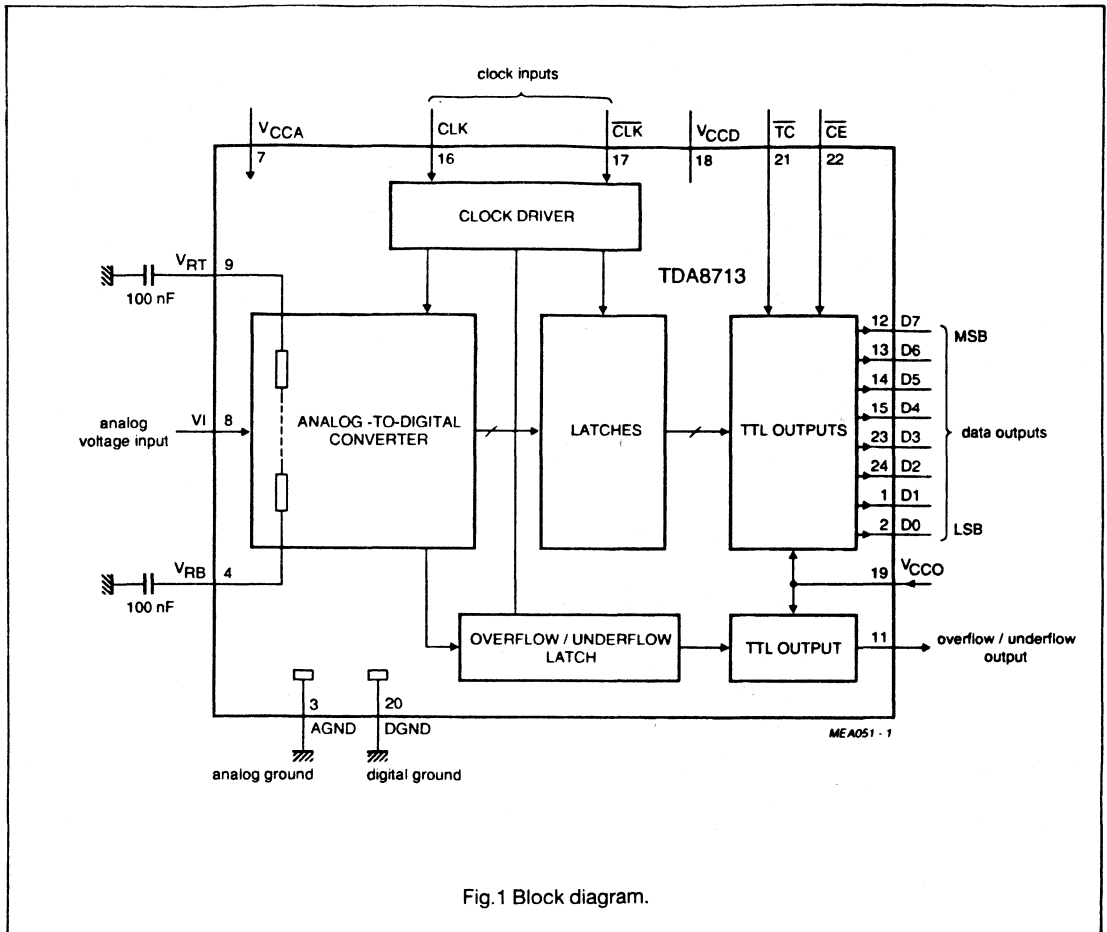 clock inputs
VCCA
CLK
C̅L̅K̅
VCCD
T̅C̅
C̅E̅
7
16
17
18
21
22
CLOCK DRIVER
TDA8713
VRT
9
100 nF
12 D7
MSB
13 D6
14 D5
15 D4
23 D3
24 D2
1 D1
2 D0
LSB
data outputs
analog
voltage input
VI
8
ANALOG -TO-DIGITAL
CONVERTER
LATCHES
TTL OUTPUTS
VRB
4
100 nF
19
VCCO
OVERFLOW / UNDERFLOW
LATCH
TTL OUTPUT
11
overflow / underflow
output
3
AGND
20
DGND
analog ground
digital ground
MEA051 - 1
Fig.1 Block diagram.